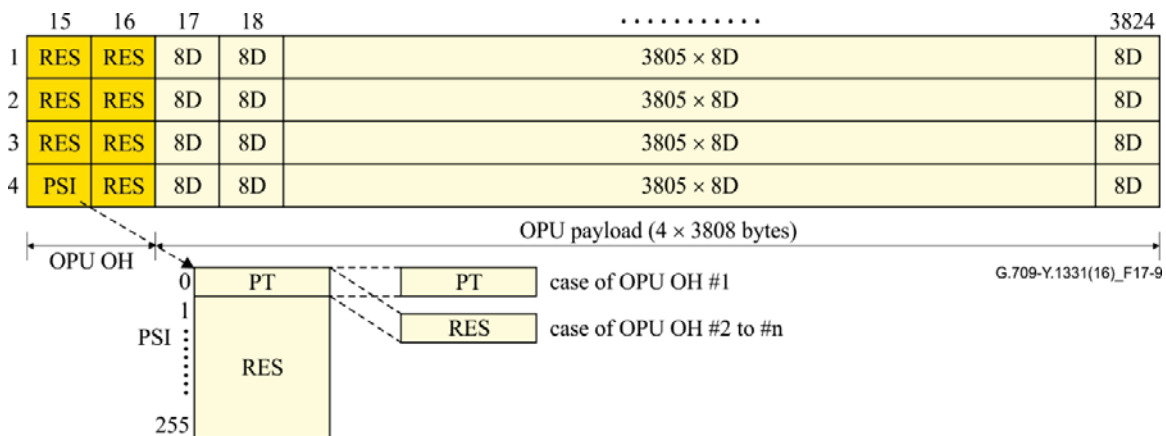 15 16 17 18 . . . . . . . . . . . 3824
1 RES RES 8D 8D 3805 × 8D 8D
2 RES RES 8D 8D 3805 × 8D 8D
3 RES RES 8D 8D 3805 × 8D 8D
4 PSI RES 8D 8D 3805 × 8D 8D
OPU payload (4 × 3808 bytes)
OPU OH
G.709-Y.1331(16)_F17-9
0 PT PT case of OPU OH #1
1
RES case of OPU OH #2 to #n
PSI
RES
255